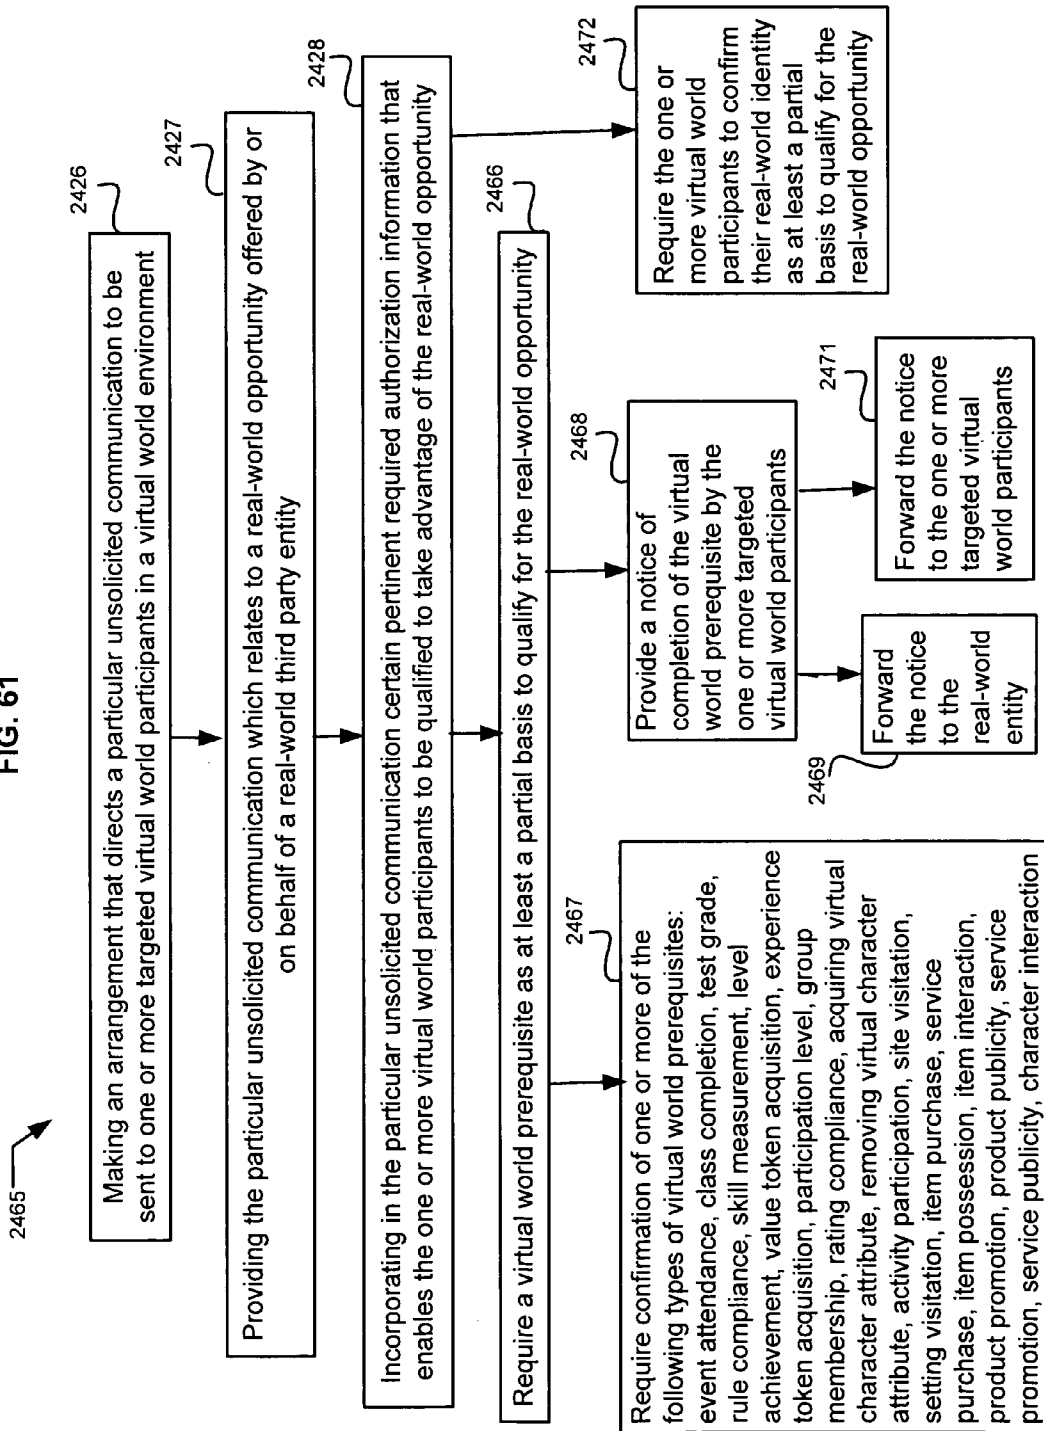 FIG. 61
2465
2426
Making an arrangement that directs a particular unsolicited communication to be
sent to one or more targeted virtual world participants in a virtual world environment
2427
Providing the particular unsolicited communication which relates to a real-world opportunity offered by or
on behalf of a real-world third party entity
2428
Incorporating in the particular unsolicited communication certain pertinent required authorization information that
enables the one or more virtual world participants to be qualified to take advantage of the real-world opportunity
2466
Require a virtual world prerequisite as at least a partial basis to qualify for the real-world opportunity
2467
Require confirmation of one or more of the
following types of virtual world prerequisites:
event attendance, class completion, test grade,
rule compliance, skill measurement, level
achievement, value token acquisition, experience
token acquisition, participation level, group
membership, rating compliance, acquiring virtual
character attribute, removing virtual character
attribute, activity participation, site visitation,
setting visitation, item purchase, service
purchase, item possession, item interaction,
product promotion, product publicity, service
promotion, service publicity, character interaction
2468
Provide a notice of
completion of the virtual
world prerequisite by the
one or more targeted
virtual world participants
2469
Forward
the notice
to the
real-world
entity
2471
Forward the notice
to the one or more
targeted virtual
world participants
2472
Require the one or
more virtual world
participants to confirm
their real-world identity
as at least a partial
basis to qualify for the
real-world opportunity